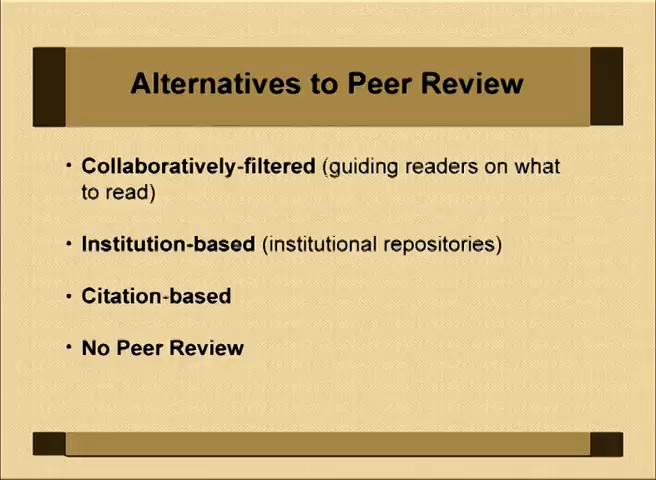 Alternatives to Peer Review
• Collaboratively-filtered (guiding readers on what
to read)
• Institution-based (institutional repositories)
• Citation-based
• No Peer Review